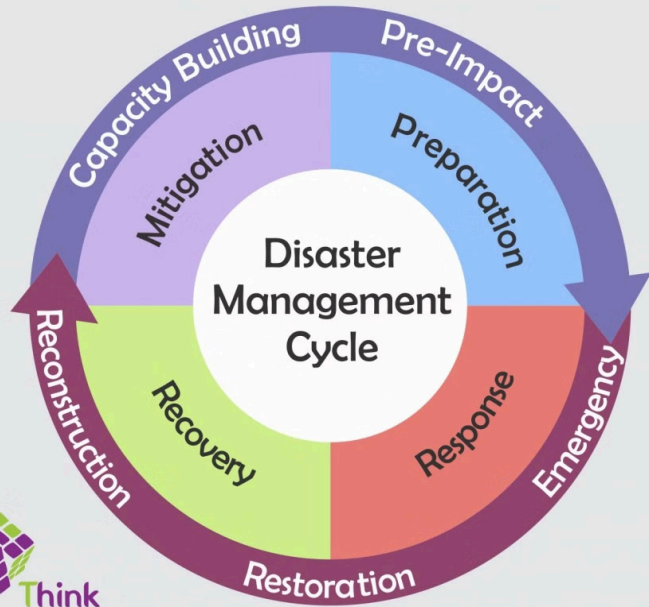 Capacity Building
Pre-Impact
Mitigation
Preparation
Disaster
Management
Cycle
Reconstruction
Recovery
Response
Emergency
Restoration
Think